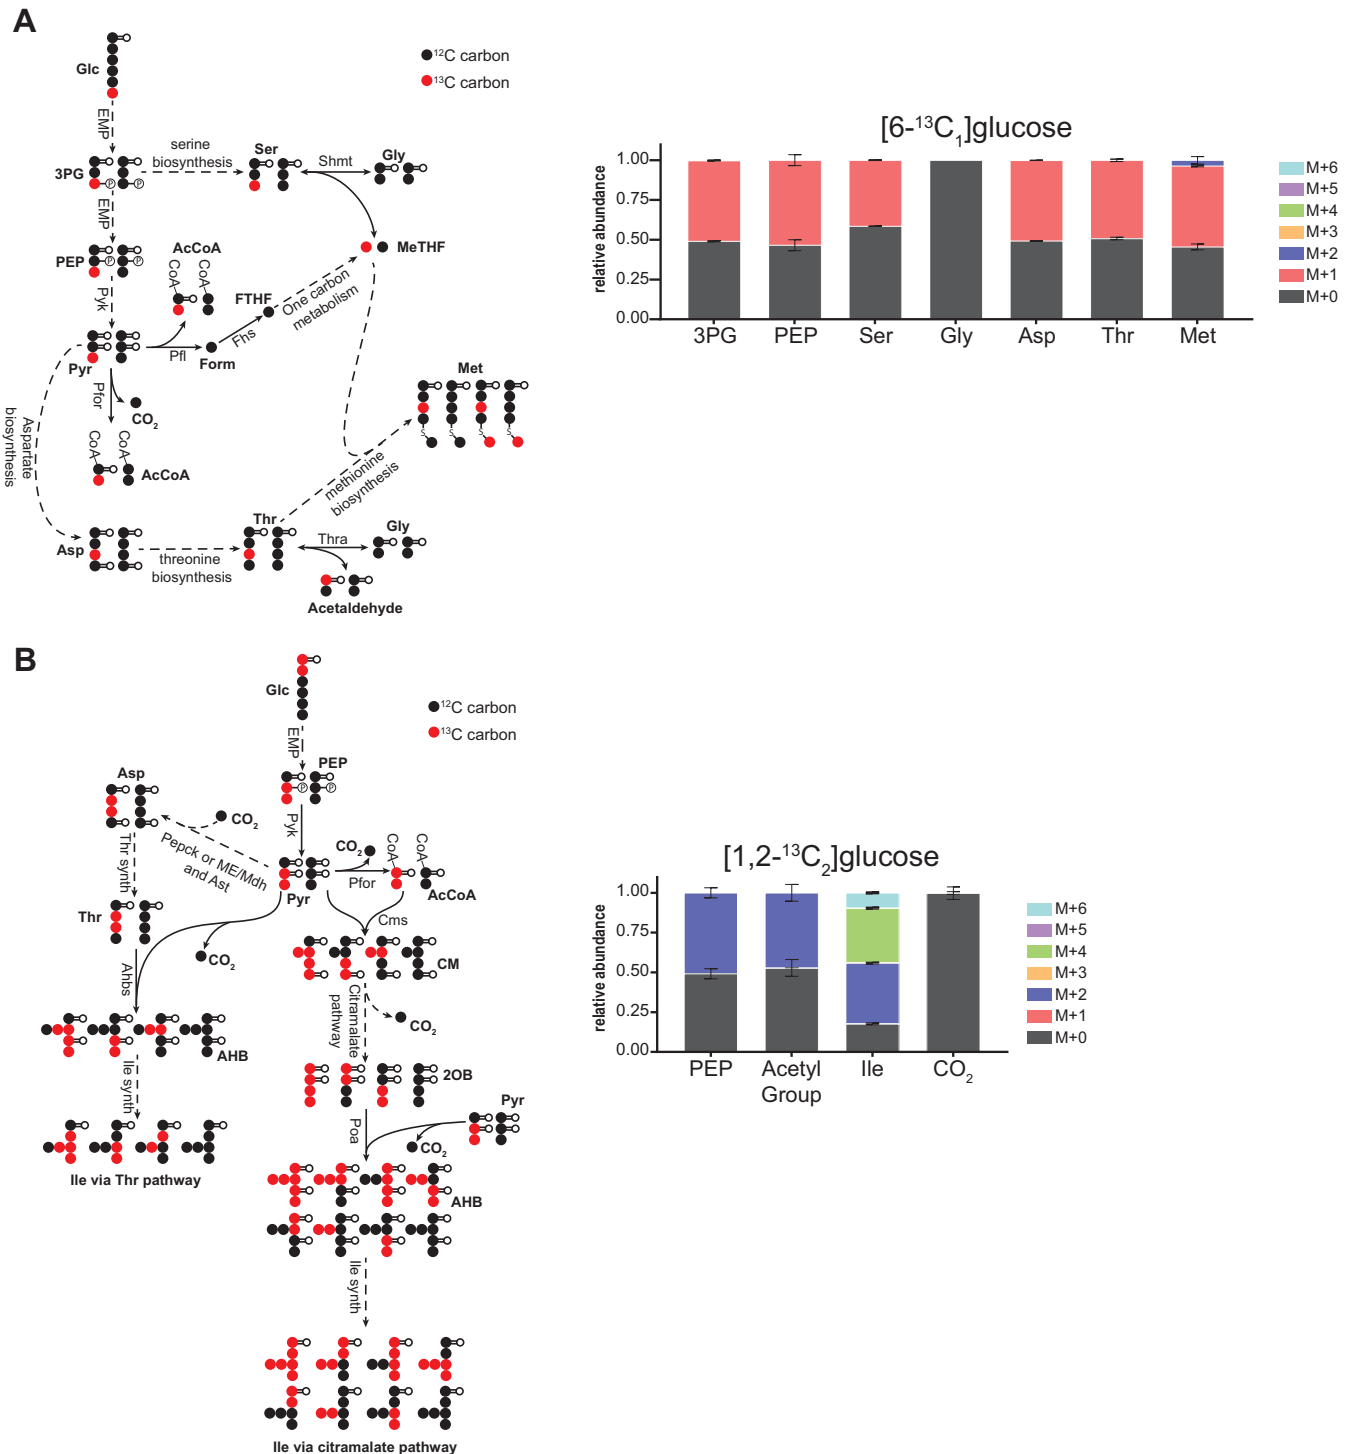 A
Glc
12C carbon
13C carbon
EMP
serine
biosynthesis
Ser
Shmt
Gly
3PG
P
P
EMP
MeTHF
PEP
P
P
AcCoA
CoA
CoA
Pyk
FTHF
One carbon
metabolism
Fhs
Pyr
Pfl
Form
Pfor
CO2
Met
S
S
S
S
Aspartate
biosynthesis
CoA
CoA
AcCoA
methionine
biosynthesis
Asp
threonine
biosynthesis
Thr
Thra
Gly
Acetaldehyde
[6-13C1]glucose
relative abundance
1.00
0.75
0.50
0.25
0.00
3PG PEP Ser Gly Asp Thr Met
M+6
M+5
M+4
M+3
M+2
M+1
M+0
B
Glc
12C carbon
13C carbon
EMP
Asp
PEP
P
P
CO2
Pyk
Pepck or ME/Mdh
and Ast
Thr synth
CO2
CoA
CoA
Pfor
AcCoA
Pyr
Thr
Cms
CO2
CM
Ahbs
Citramalate
pathway
CO2
AHB
2OB
Ile synth
Pyr
Poa
CO2
Ile via Thr pathway
AHB
Ile synth
Ile via citramalate pathway
[1,2-13C2]glucose
relative abundance
1.00
0.75
0.50
0.25
0.00
PEP Acetyl Ile CO2
Group
M+6
M+5
M+4
M+3
M+2
M+1
M+0